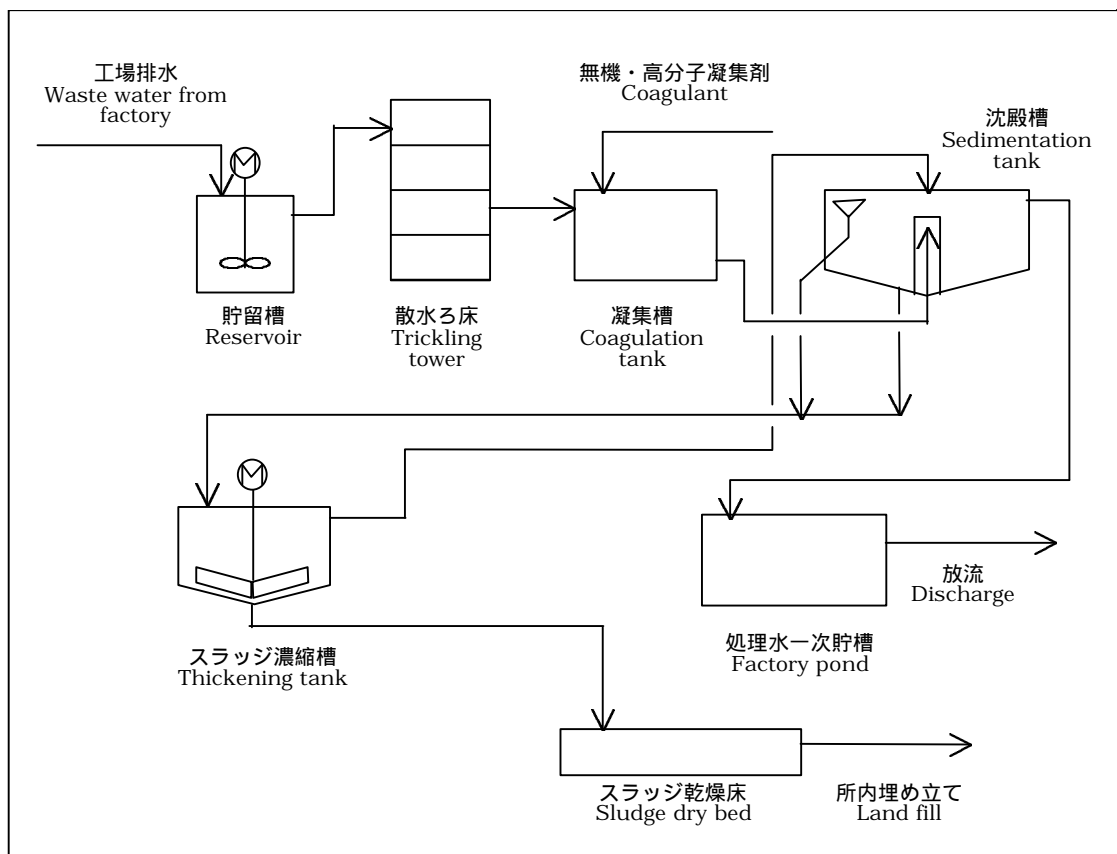 工場排水
Waste water from
factory
無機・高分子凝集剤
Coagulant
沈殿槽
Sedimentation
tank
M
貯留槽
Reservoir
散水ろ床
Trickling
tower
凝集槽
Coagulation
tank
M
スラッジ濃縮槽
Thickening tank
放流
Discharge
処理水一次貯槽
Factory pond
スラッジ乾燥床
Sludge dry bed
所内埋め立て
Land fill